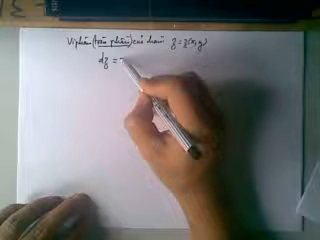 Vi phân (toàn phần) của hàm z = z(x, y)
dz =